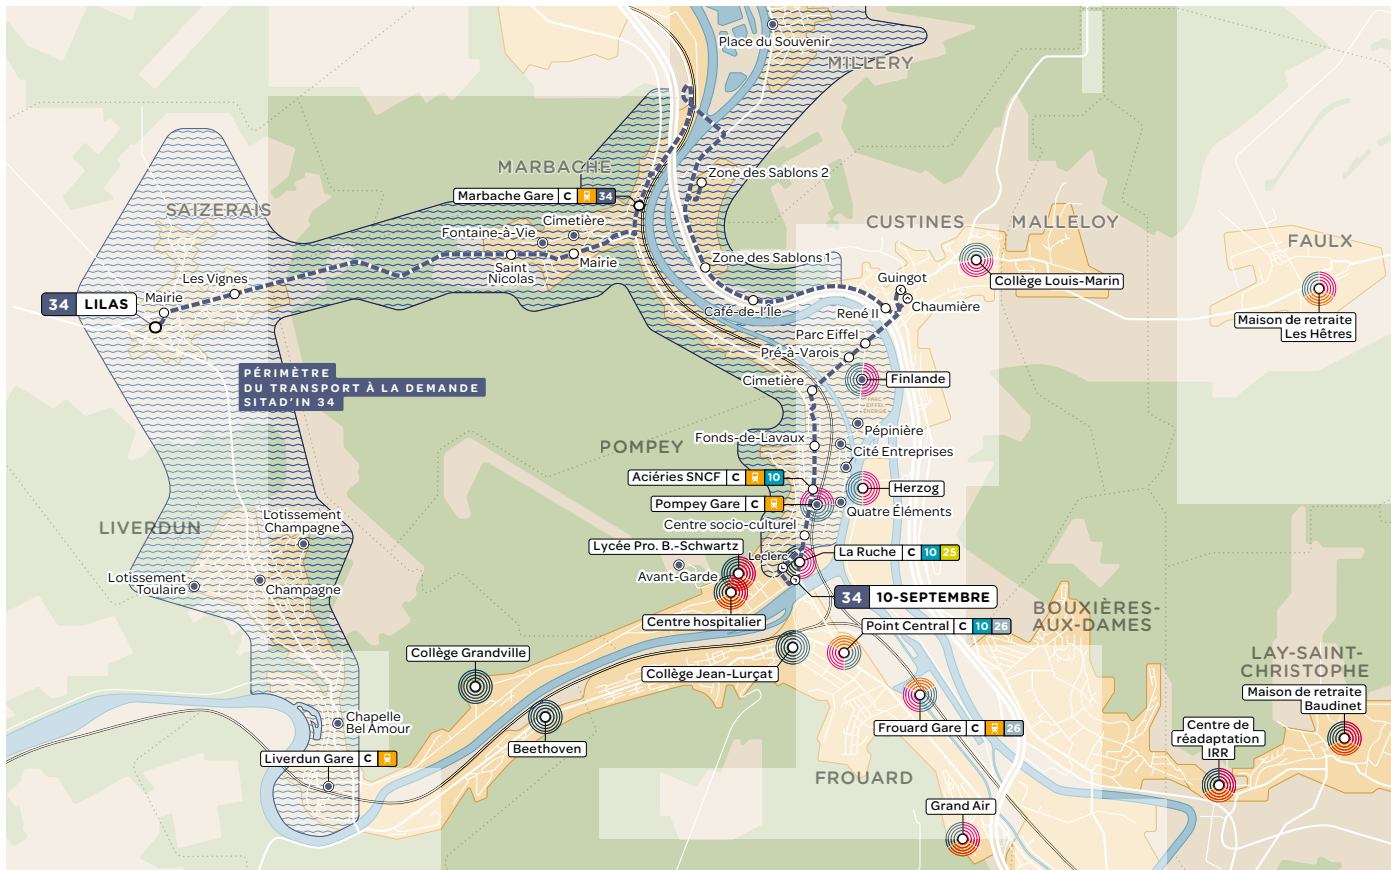 Place du Souvenir
MILLERY
MARBACHE
Zone des Sablons 2
Marbache Gare C 34
SAIZERAIS
Cimetière
CUSTINES
MALLELOY
Fontaine-à-Vie
FAULX
Saint
Nicolas
Mairie
Zone des Sablons 1
Les Vignes
Guingot
Collège Louis-Marin
Mairie
34 LILAS
Café-de-l'Île
René II
Chaumière
Maison de retraite
Les Hêtres
Parc Eiffel
Pré-à-Varois
PÉRIMÈTRE
DU TRANSPORT À LA DEMANDE
SITAD'IN 34
Cimetière
Finlande
PARC
EIFFEL
ÉNERGIE
Pépinière
POMPEY
Fonds-de-Lavaux
Cité Entreprises
Aciéries SNCF C 10
Herzog
Pompey Gare C
Quatre Éléments
LIVERDUN
Lotissement
Champagne
Centre socio-culturel
Lycée Pro. B.-Schwartz
Leclerc
La Ruche C 10 25
Avant-Garde
Lotissement
Toulaire
Champagne
34 10-SEPTEMBRE
Centre hospitalier
Point Central C 10 26
BOUXIÈRES-
AUX-DAMES
Collège Grandville
Collège Jean-Lurçat
LAY-SAINT-
CHRISTOPHE
Maison de retraite
Baudinet
Chapelle
Bel Amour
Beethoven
Frouard Gare C 26
Centre de
réadaptation
IRR
Liverdun Gare C
FROUARD
Grand Air